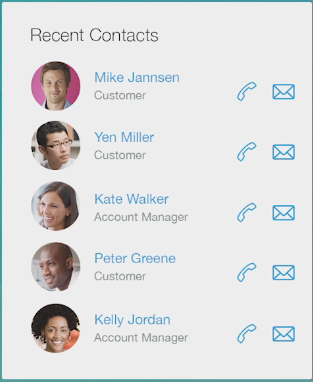 Recent Contacts
Mike Jannsen
Customer
Yen Miller
Customer
Kate Walker
Account Manager
Peter Greene
Customer
Kelly Jordan
Account Manager